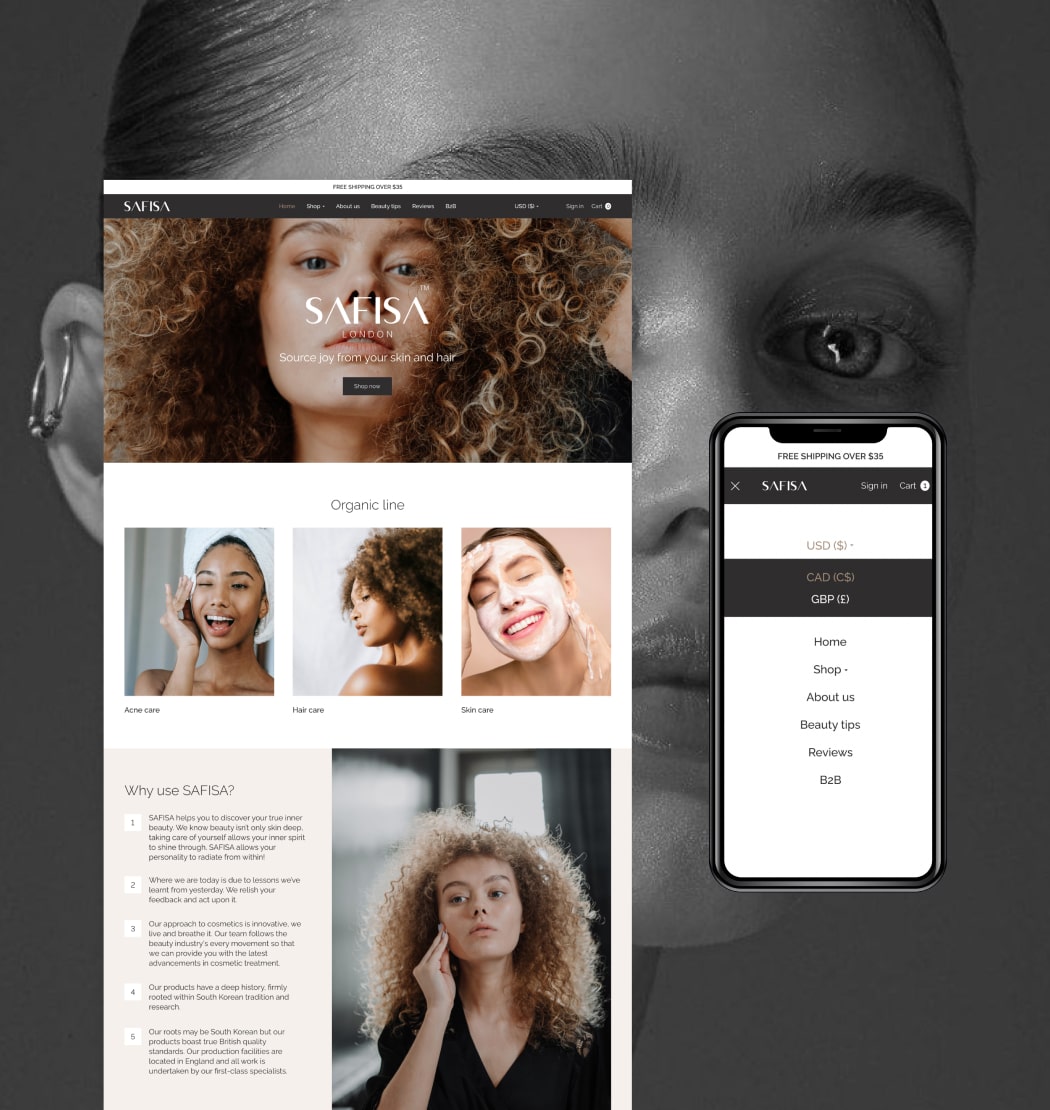 FREE SHIPPING OVER $35
SAFISA
Home Shop About us Beauty tips Reviews B2B USD ($) Sign in Cart 0
SAFISA TM
LONDON
Source joy from your skin and hair
Shop now
Organic line
Acne care
Hair care
Skin care
Why use SAFISA?
1
SAFISA helps you to discover your true inner
beauty. We know beauty isn't only skin deep,
taking care of yourself allows your inner spirit
to shine through. SAFISA allows your
personality to radiate from within!
2
Where we are today is due to lessons we've
learnt from yesterday. We relish your
feedback and act upon it.
3
Our approach to cosmetics is innovative, we
live and breathe it. Our team follows the
beauty industry's every movement so that
we can provide you with the latest
advancements in cosmetic treatment.
4
Our products have a deep history, firmly
rooted within South Korean tradition and
research.
5
Our roots may be South Korean but our
products boast true British quality
standards. Our production facilities are
located in England and all work is
undertaken by our first-class specialists.
FREE SHIPPING OVER $35
SAFISA Sign in Cart 1
USD ($)
CAD (C$)
GBP (£)
Home
Shop
About us
Beauty tips
Reviews
B2B